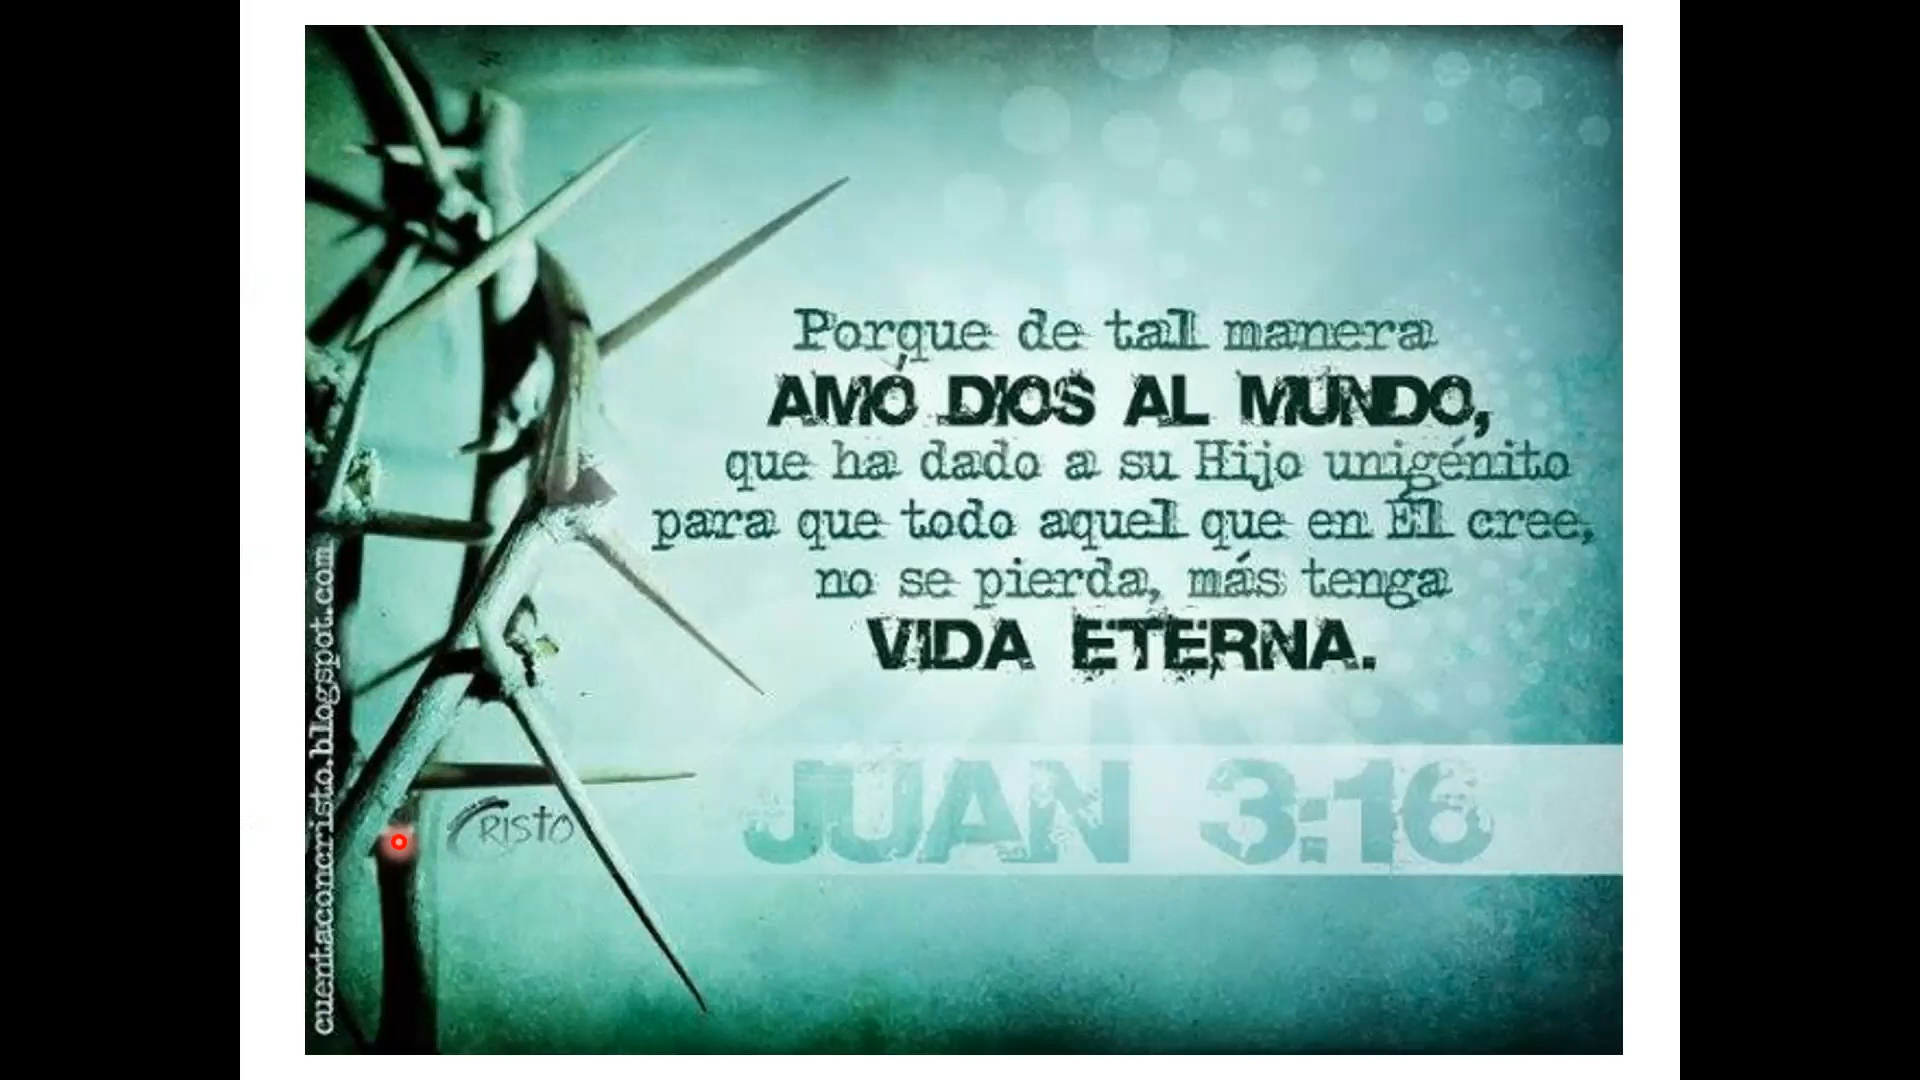 Porque de tal manera
AMÓ DIOS AL MUNDO,
que ha dado a su Hijo unigénito
para que todo aquel que en Él cree,
no se pierda, más tenga
VIDA ETERNA.
JUAN 3:16
CRISTO
cuentaconcristo.blogspot.com